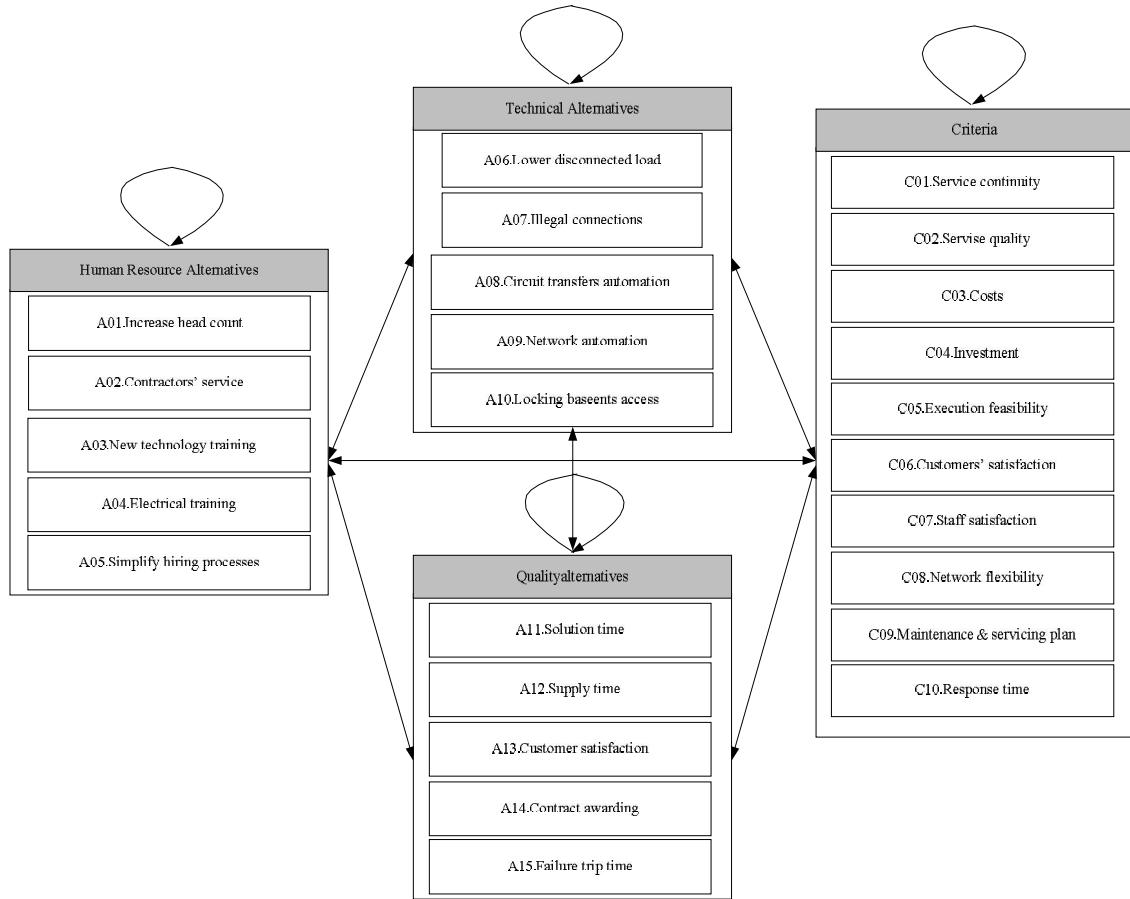 Human Resource Alternatives
A01.Increase head count
A02.Contractors’ service
A03.New technology training
A04.Electrical training
A05.Simplify hiring processes
Technical Alternatives
A06.Lower disconnected load
A07.Illegal connections
A08.Circuit transfers automation
A09.Network automation
A10.Locking baseents access
Qualityalternatives
A11.Solution time
A12.Supply time
A13.Customer satisfaction
A14.Contract awarding
A15.Failure trip time
Criteria
C01.Service continuity
C02.Servise quality
C03.Costs
C04.Investment
C05.Execution feasibility
C06.Customers’ satisfaction
C07.Staff satisfaction
C08.Network flexibility
C09.Maintenance & servicing plan
C10.Response time